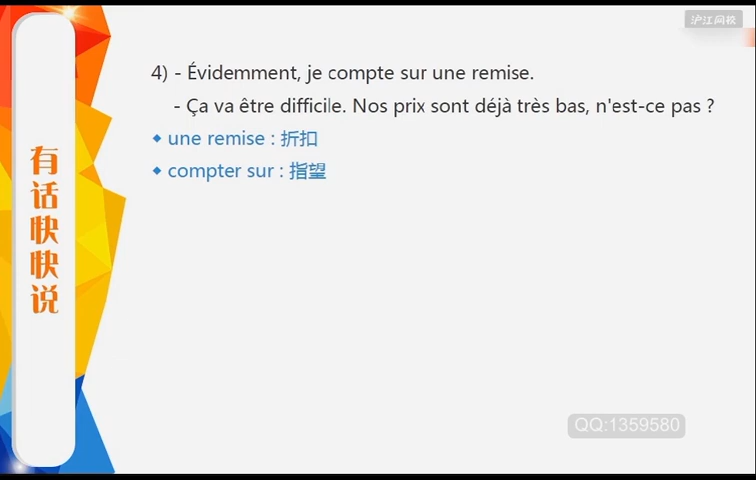 沪江网校
4) - Évidemment, je compte sur une remise.
- Ça va être difficile. Nos prix sont déjà très bas, n'est-ce pas ?
◆ une remise : 折扣
◆ compter sur : 指望
有话快快说
QQ:1359580